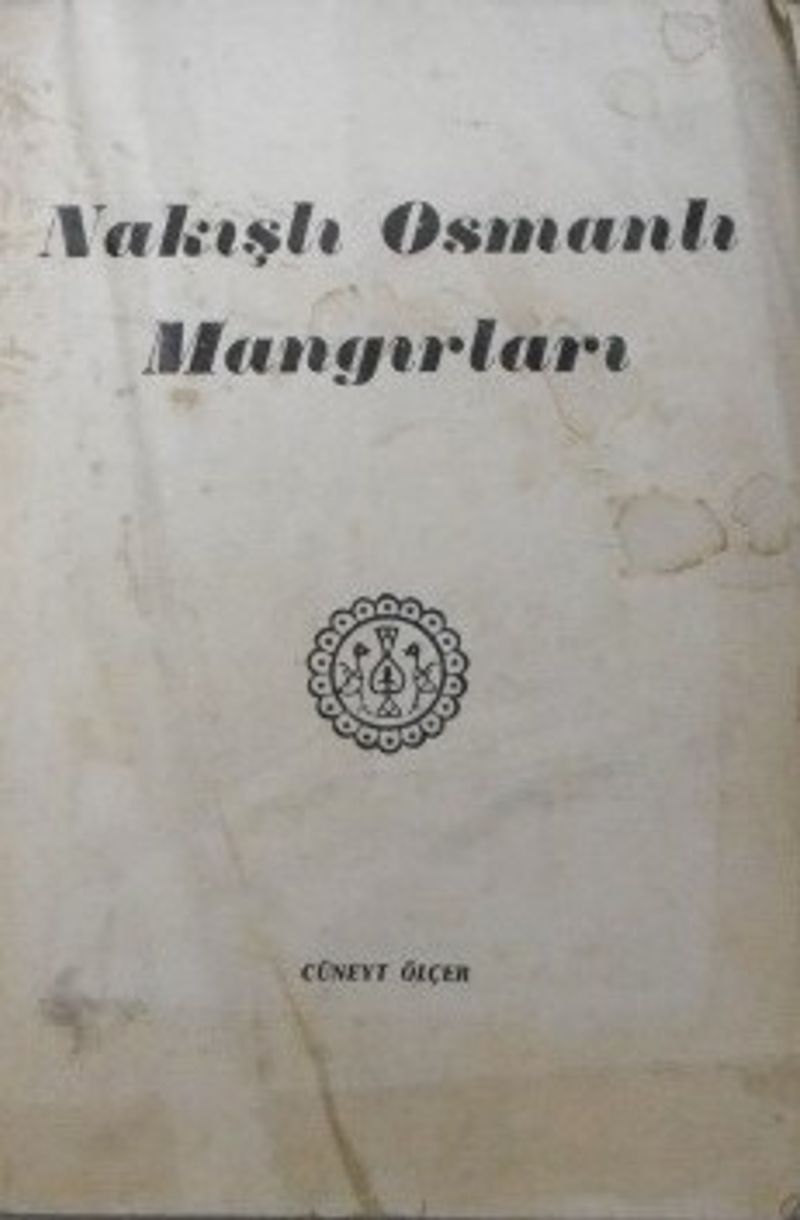 Nakışlı Osmanlı
Mangırları
CÜNEYT ÖLÇER